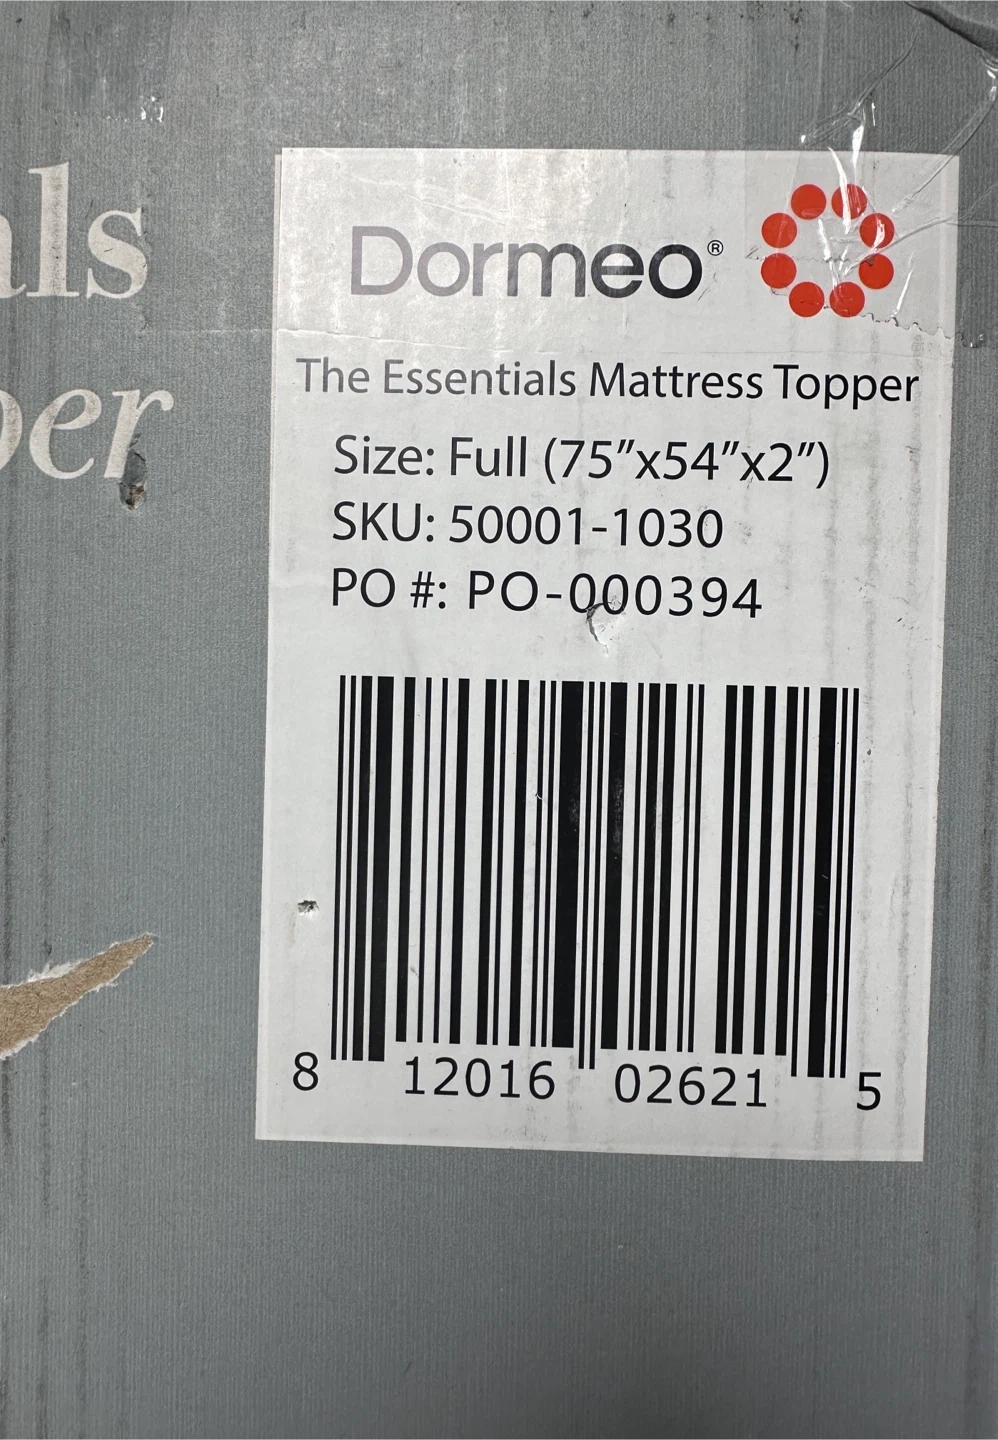 als
per
Dormeo®
The Essentials Mattress Topper
Size: Full (75”x54”x2”)
SKU: 50001-1030
PO #: PO-000394
8 12016 02621 5